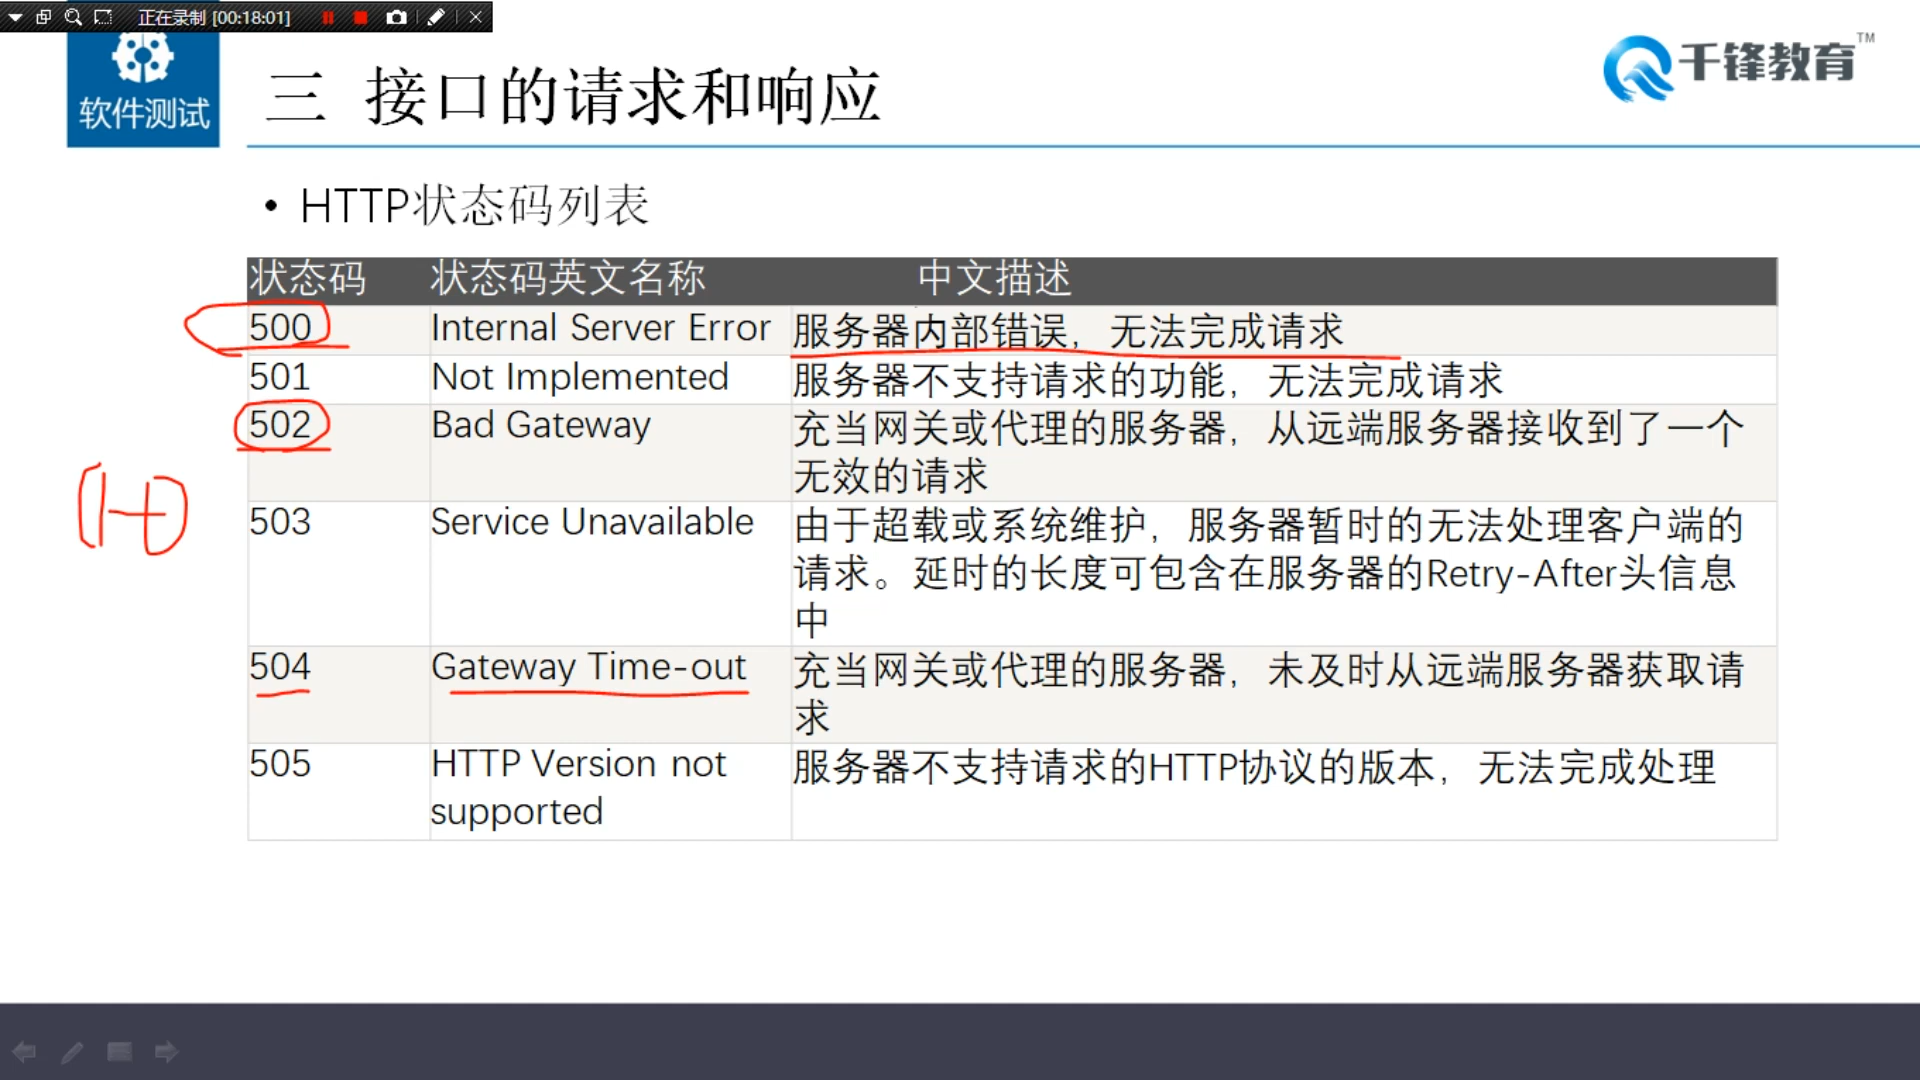 正在录制 [00:18:01]
软件测试
三 接口的请求和响应
千锋教育™
• HTTP状态码列表
状态码 状态码英文名称 中文描述
500 Internal Server Error 服务器内部错误，无法完成请求
501 Not Implemented 服务器不支持请求的功能，无法完成请求
502 Bad Gateway 充当网关或代理的服务器，从远端服务器接收到了一个
无效的请求
503 Service Unavailable 由于超载或系统维护，服务器暂时的无法处理客户端的
请求。延时的长度可包含在服务器的Retry-After头信息
中
504 Gateway Time-out 充当网关或代理的服务器，未及时从远端服务器获取请
求
505 HTTP Version not 服务器不支持请求的HTTP协议的版本，无法完成处理
supported